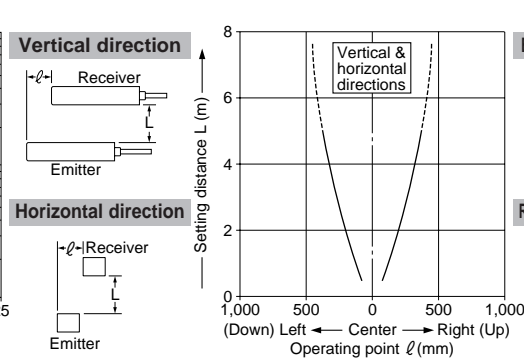 Vertical direction
ℓ
Receiver
L
Emitter
Horizontal direction
ℓ
Receiver
L
Emitter
Setting distance L (m)
8
6
4
2
0
Vertical &
horizontal
directions
1,000 500 0 500 1,000
(Down) Left Center Right (Up)
Operating point ℓ (mm)